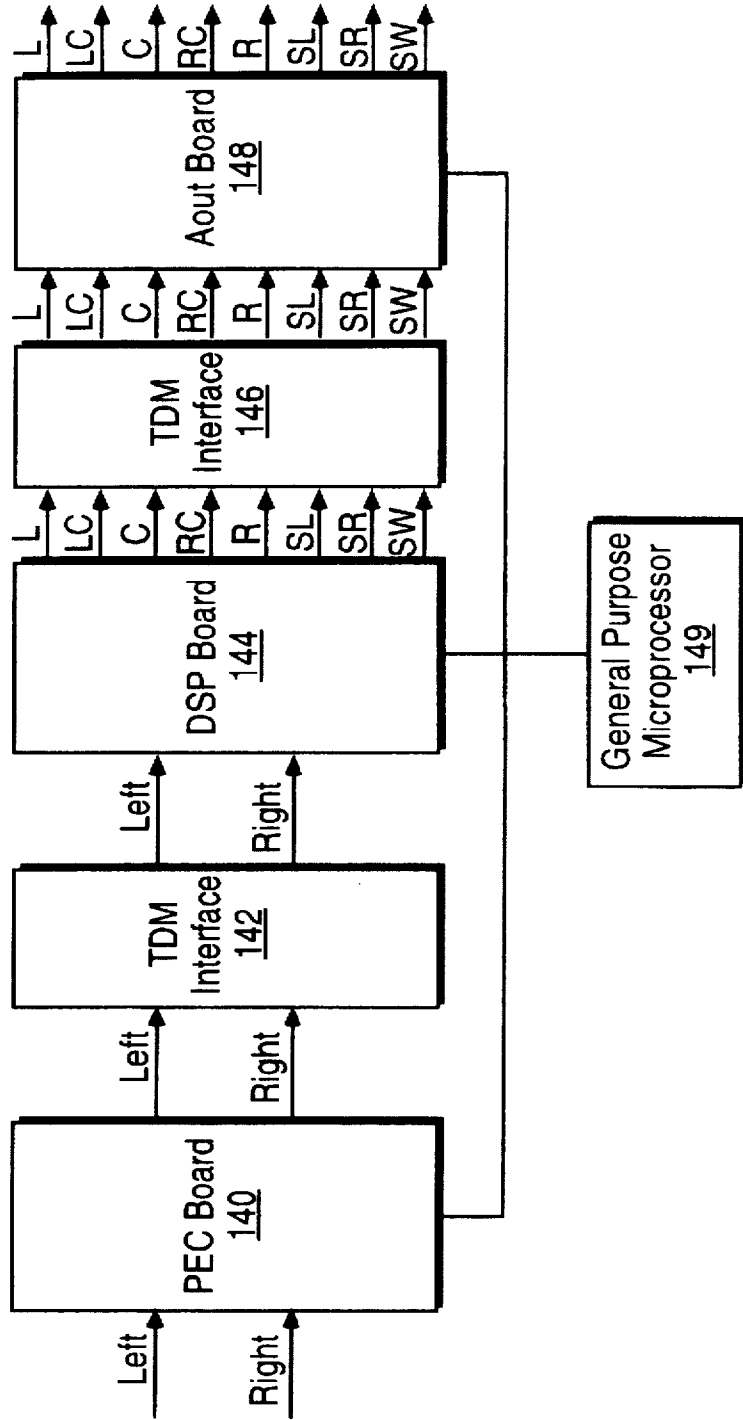 Left
Right
PEC Board
140
Left
Right
TDM
Interface
142
Left
Right
DSP Board
144
L
LC
C
RC
R
SL
SR
SW
TDM
Interface
146
L
LC
C
RC
R
SL
SR
SW
Aout Board
148
L
LC
C
RC
R
SL
SR
SW
General Purpose
Microprocessor
149